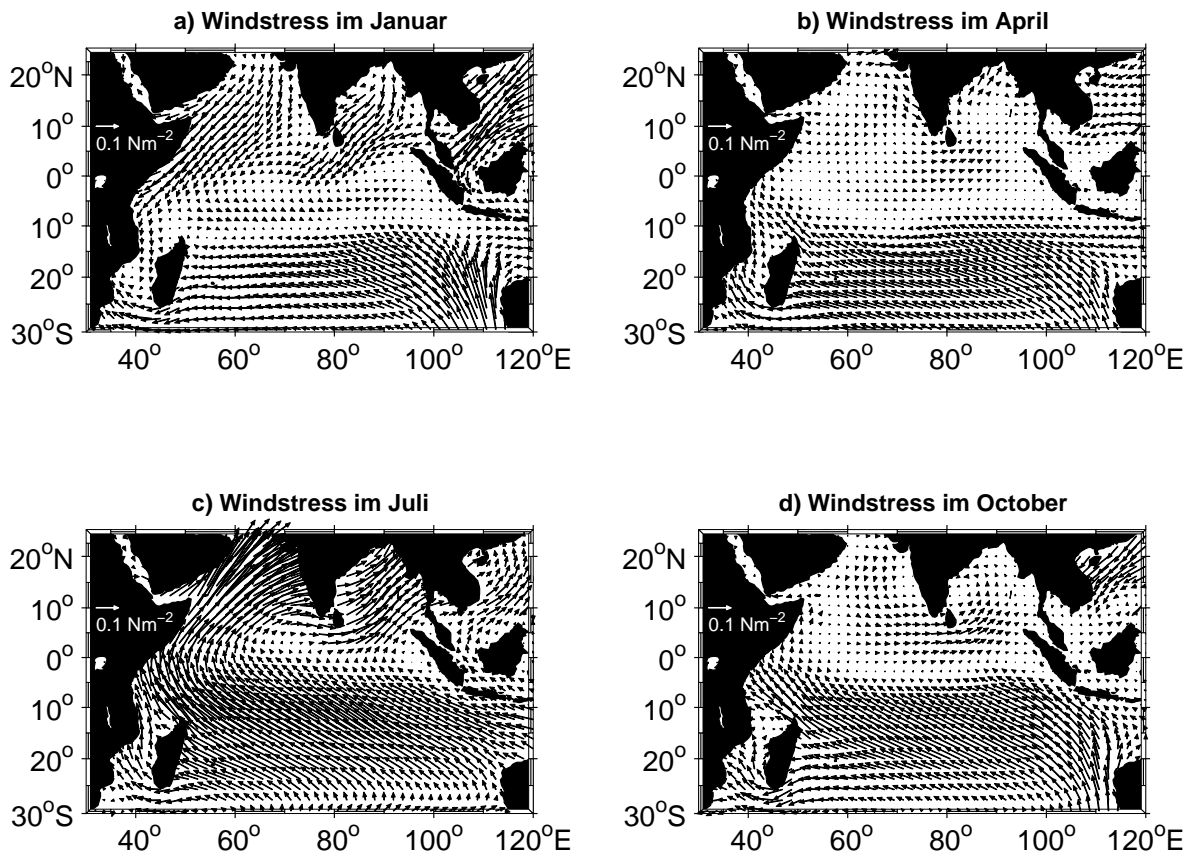 a) Windstress im Januar
20°N
10°
0.1 Nm−2
0°
10°
20°
30°S
40° 60° 80° 100° 120°E
b) Windstress im April
20°N
10°
0.1 Nm−2
0°
10°
20°
30°S
40° 60° 80° 100° 120°E
c) Windstress im Juli
20°N
10°
0.1 Nm−2
0°
10°
20°
30°S
40° 60° 80° 100° 120°E
d) Windstress im October
20°N
10°
0.1 Nm−2
0°
10°
20°
30°S
40° 60° 80° 100° 120°E